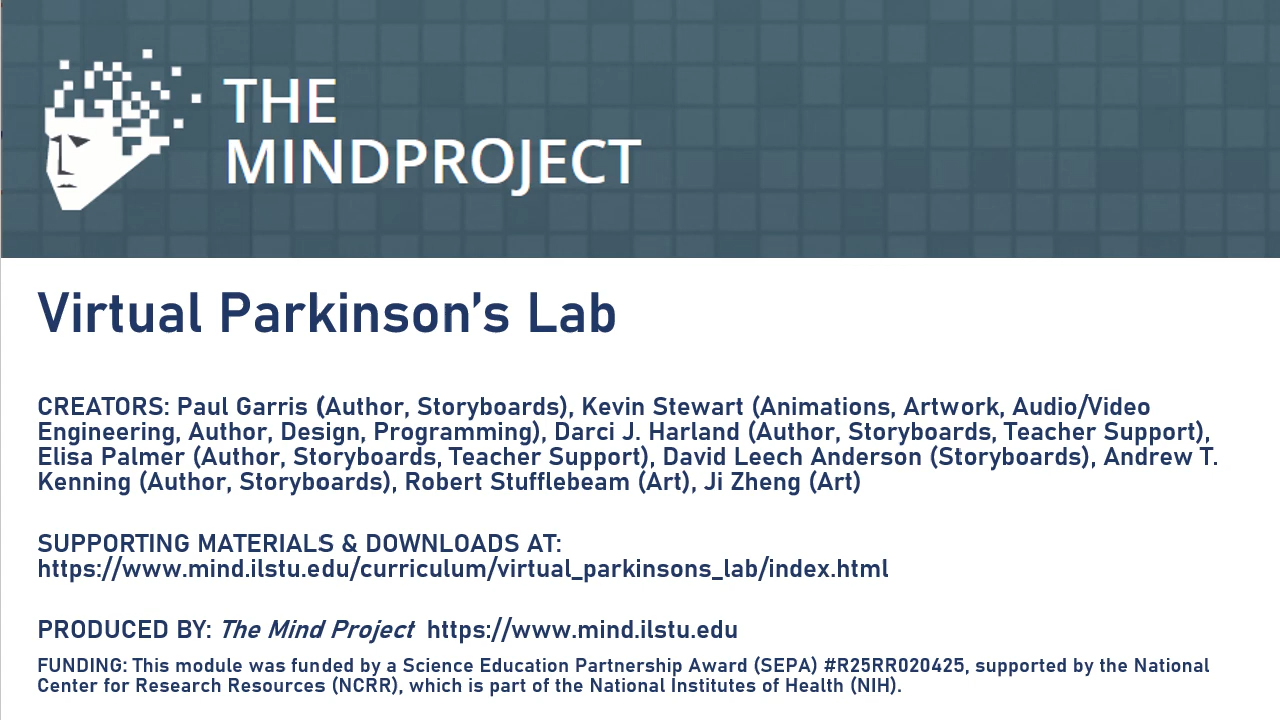 THE
MINDPROJECT
Virtual Parkinson's Lab
CREATORS: Paul Garris (Author, Storyboards), Kevin Stewart (Animations, Artwork, Audio/Video
Engineering, Author, Design, Programming), Darci J. Harland (Author, Storyboards, Teacher Support),
Elisa Palmer (Author, Storyboards, Teacher Support), David Leech Anderson (Storyboards), Andrew T.
Kenning (Author, Storyboards), Robert Stufflebeam (Art), Ji Zheng (Art)
SUPPORTING MATERIALS & DOWNLOADS AT:
https://www.mind.ilstu.edu/curriculum/virtual_parkinsons_lab/index.html
PRODUCED BY: The Mind Project https://www.mind.ilstu.edu
FUNDING: This module was funded by a Science Education Partnership Award (SEPA) #R25RR020425, supported by the National
Center for Research Resources (NCRR), which is part of the National Institutes of Health (NIH).